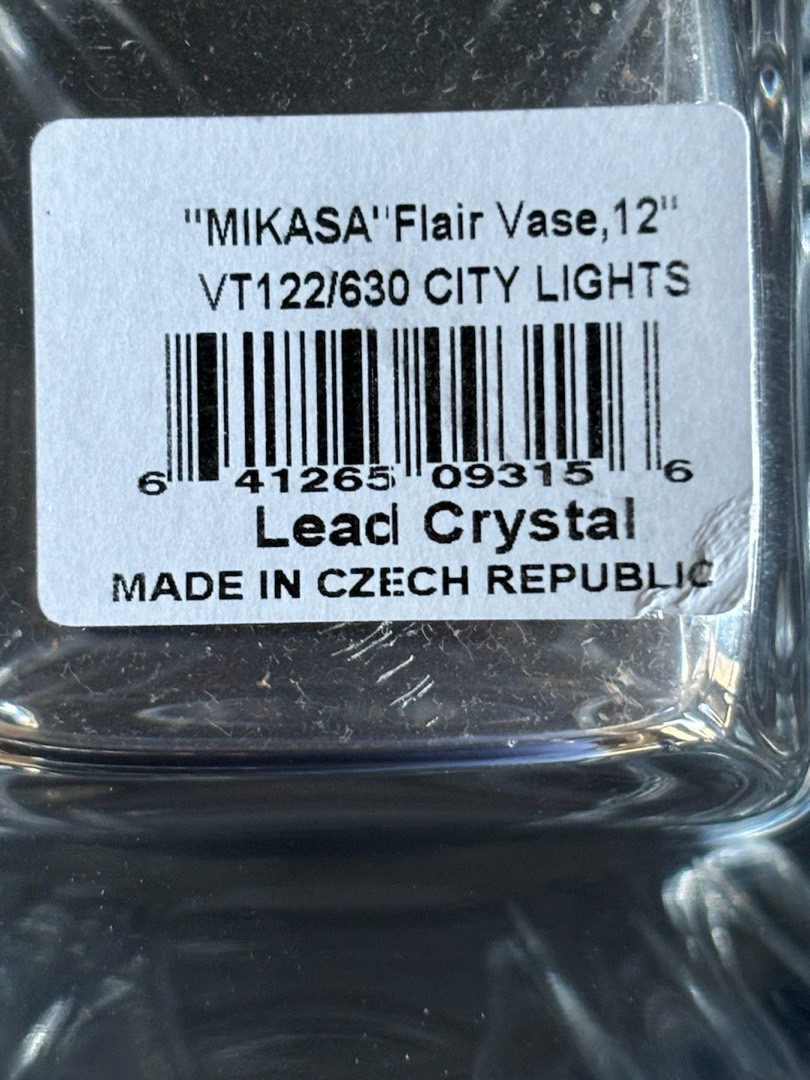 "MIKASA"Flair Vase,12"
VT122/630 CITY LIGHTS
6 41265 09315 6
Lead Crystal
MADE IN CZECH REPUBLIC